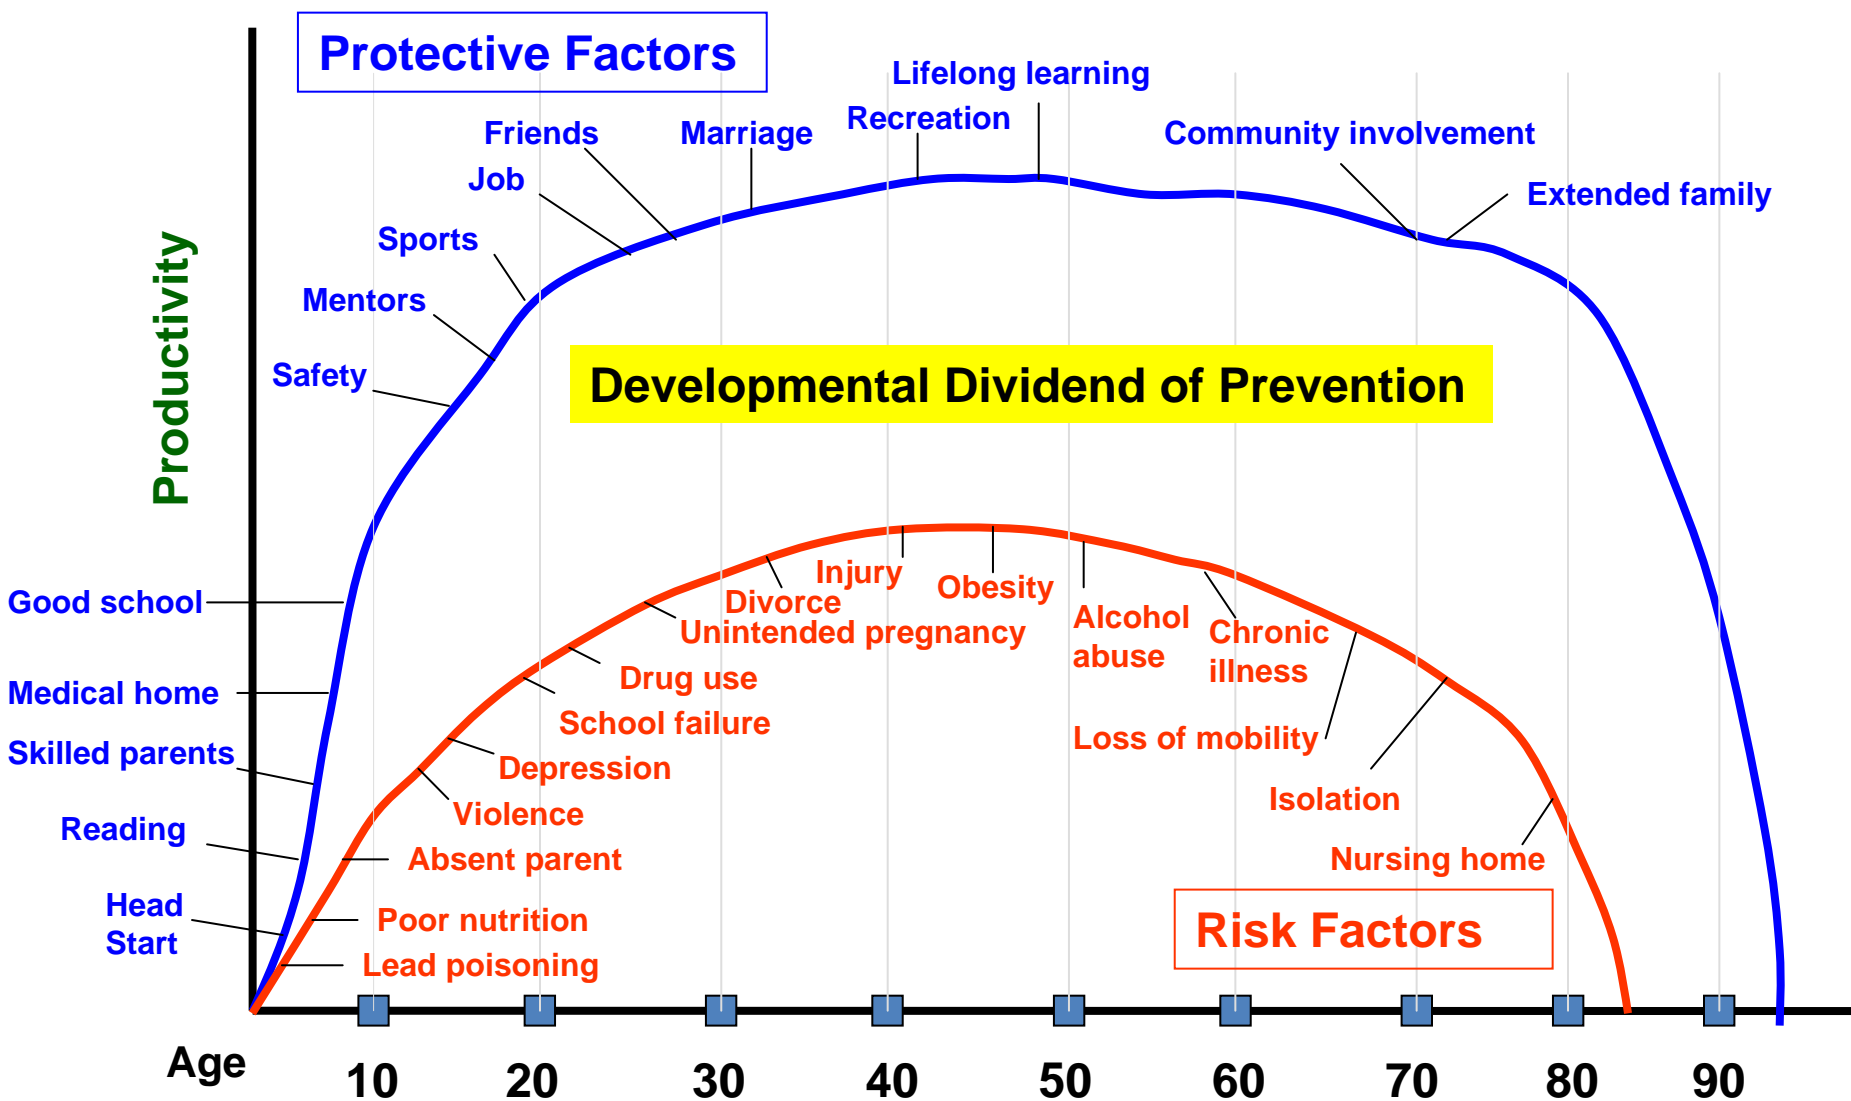 Protective Factors
Lifelong learning
Recreation
Friends
Marriage
Community involvement
Job
Extended family
Sports
Mentors
Safety
Productivity
Developmental Dividend of Prevention
Good school
Medical home
Skilled parents
Reading
Head
Start
Injury
Obesity
Divorce
Unintended pregnancy
Alcohol
abuse
Chronic
illness
Drug use
School failure
Loss of mobility
Depression
Isolation
Violence
Absent parent
Nursing home
Poor nutrition
Lead poisoning
Risk Factors
Age
10 20 30 40 50 60 70 80 90